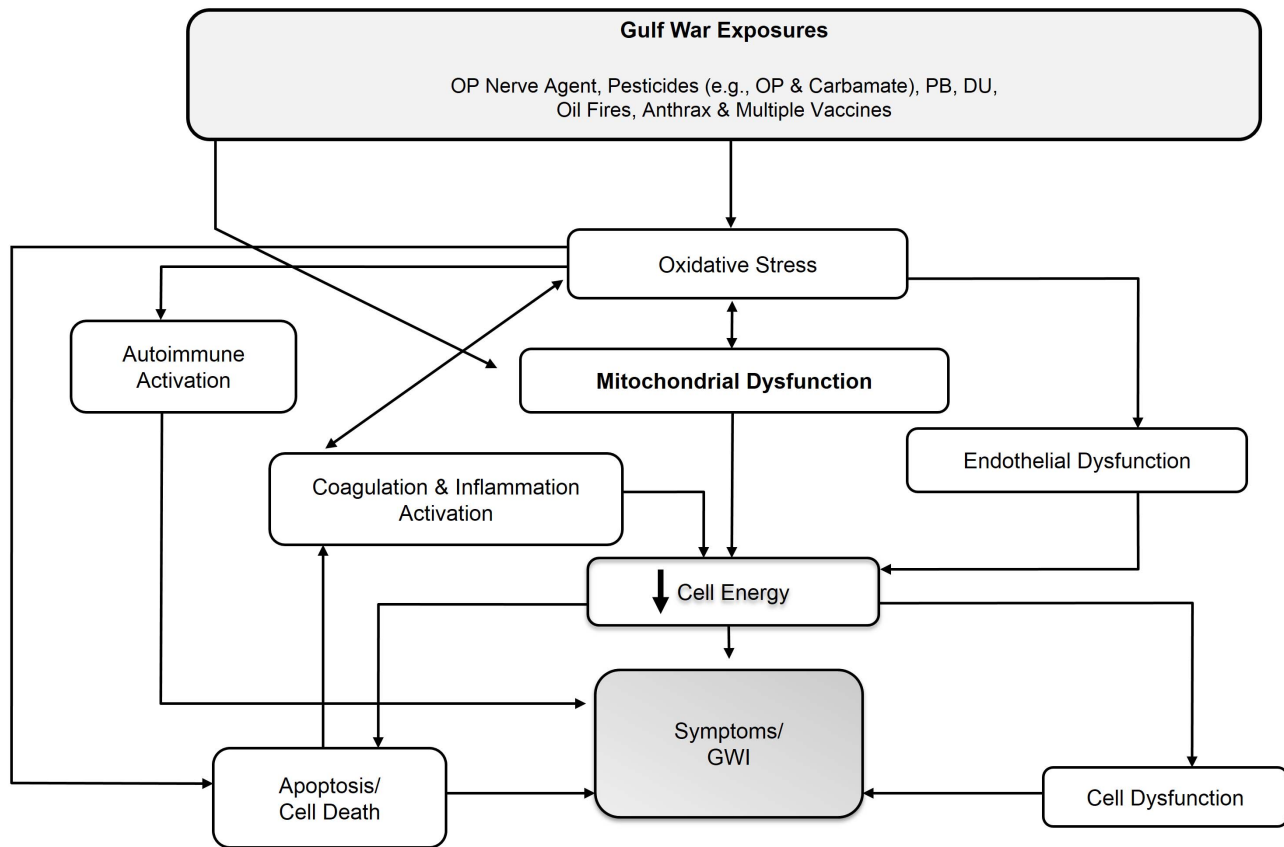 Gulf War Exposures
OP Nerve Agent, Pesticides (e.g., OP & Carbamate), PB, DU,
Oil Fires, Anthrax & Multiple Vaccines
Oxidative Stress
Autoimmune
Activation
Mitochondrial Dysfunction
Endothelial Dysfunction
Coagulation & Inflammation
Activation
Cell Energy
Symptoms/
GWI
Apoptosis/
Cell Death
Cell Dysfunction